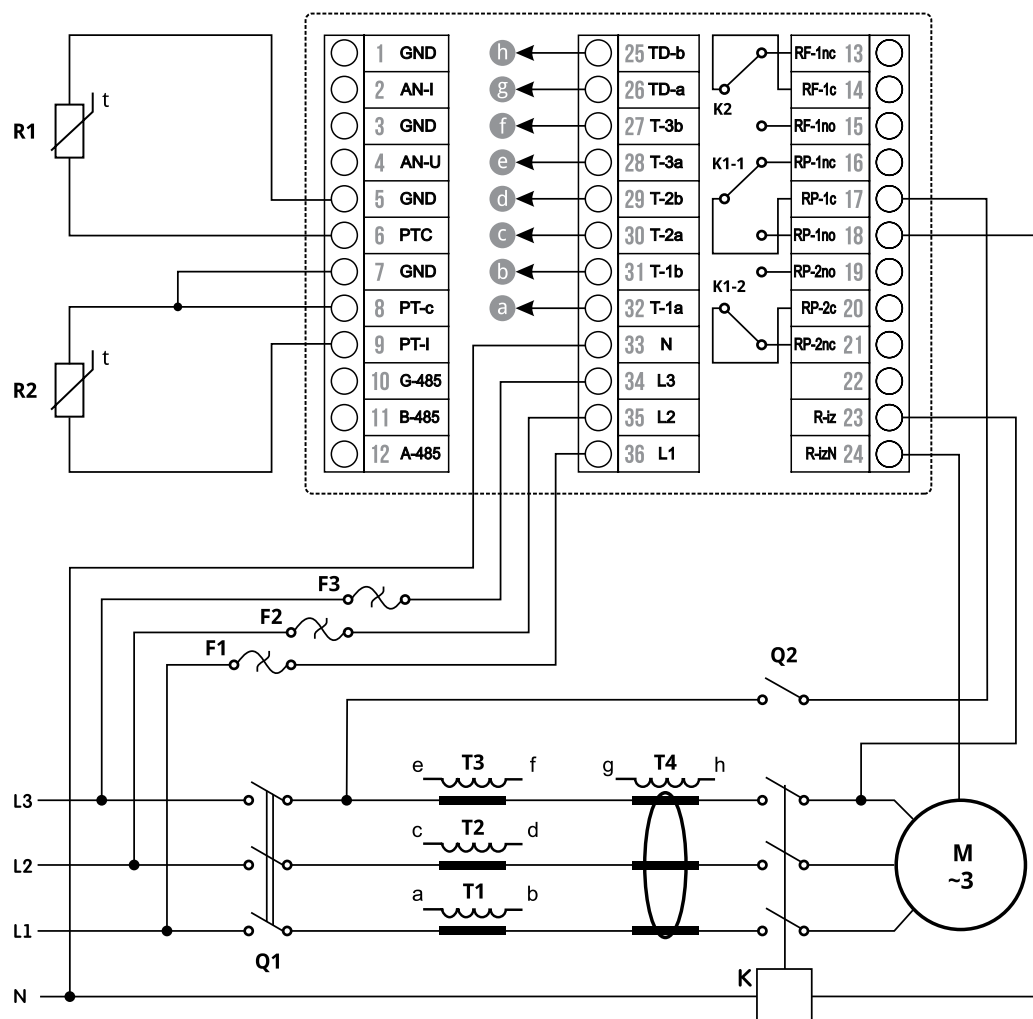 1 GND
2 AN-I
3 GND
4 AN-U
5 GND
6 PTC
7 GND
8 PT-c
9 PT-I
10 G-485
11 B-485
12 A-485
h
g
f
e
d
c
b
a
25 TD-b
26 TD-a
27 T-3b
28 T-3a
29 T-2b
30 T-2a
31 T-1b
32 T-1a
33 N
34 L3
35 L2
36 L1
K2
K1-1
K1-2
RF-1nc 13
RF-1c 14
RF-1no 15
RP-1nc 16
RP-1c 17
RP-1no 18
RP-2no 19
RP-2c 20
RP-2nc 21
22
R-iz 23
R-izN 24
t
R1
t
R2
F3
F2
F1
Q2
e T3 f
g T4 h
L3
c T2 d
L2
a T1 b
L1
M
~3
Q1
K
N